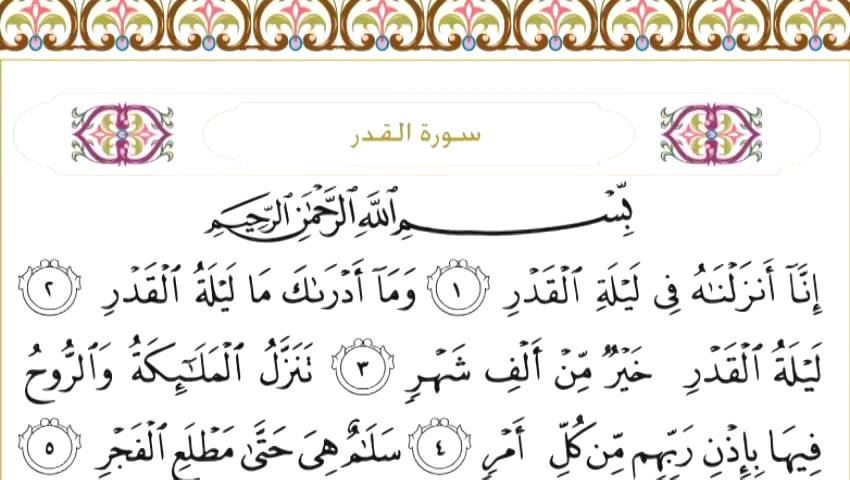 سورة القدر
بِّسْمِ ٱللَّهِ ٱلرَّحْمَٰنِ ٱلرَّحِيمِ
إِنَّآ أَنزَلْنَٰهُ فِى لَيْلَةِ ٱلْقَدْرِ ١ وَمَآ أَدْرَىٰكَ مَا لَيْلَةُ ٱلْقَدْرِ ٢
لَيْلَةُ ٱلْقَدْرِ خَيْرٌ مِّنْ أَلْفِ شَهْرٍ ٣ تَنَزَّلُ ٱلْمَلَٰٓئِكَةُ وَٱلرُّوحُ
فِيهَا بِإِذْنِ رَبِّهِم مِّن كُلِّ أَمْرٍ ٤ سَلَٰمٌ هِىَ حَتَّىٰ مَطْلَعِ ٱلْفَجْرِ ٥